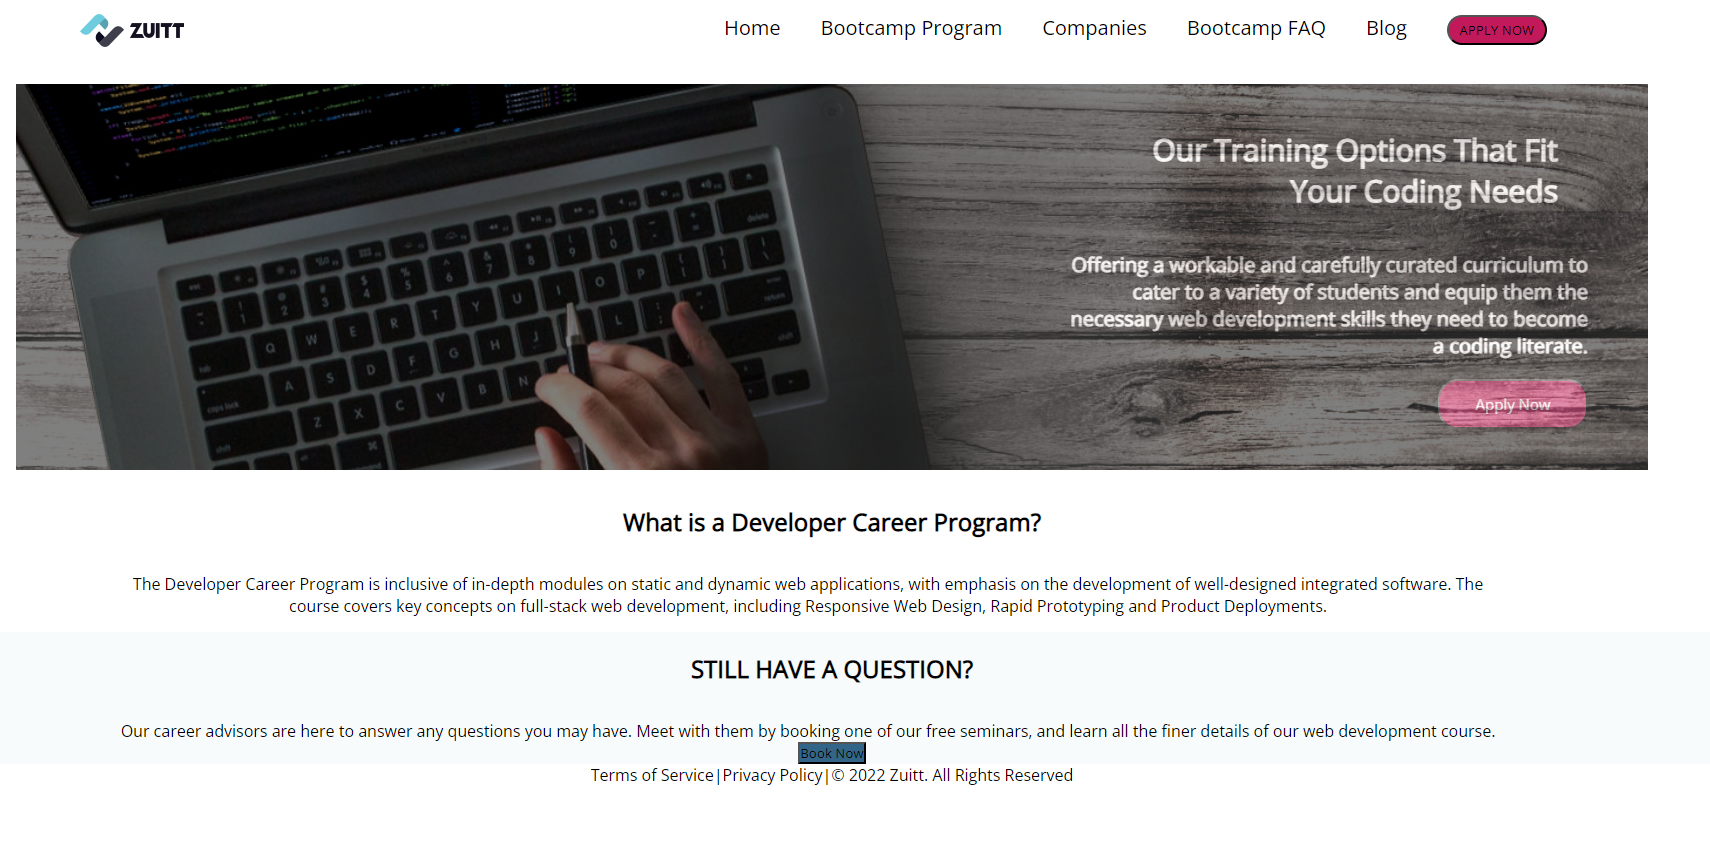 ZUITT
Home Bootcamp Program Companies Bootcamp FAQ Blog APPLY NOW
Our Training Options That Fit
Your Coding Needs
Offering a workable and carefully curated curriculum to
cater to a variety of students and equip them the
necessary web development skills they need to become
a coding literate.
Apply Now
What is a Developer Career Program?
The Developer Career Program is inclusive of in-depth modules on static and dynamic web applications, with emphasis on the development of well-designed integrated software. The
course covers key concepts on full-stack web development, including Responsive Web Design, Rapid Prototyping and Product Deployments.
STILL HAVE A QUESTION?
Our career advisors are here to answer any questions you may have. Meet with them by booking one of our free seminars, and learn all the finer details of our web development course.
Book Now
Terms of Service|Privacy Policy|© 2022 Zuitt. All Rights Reserved